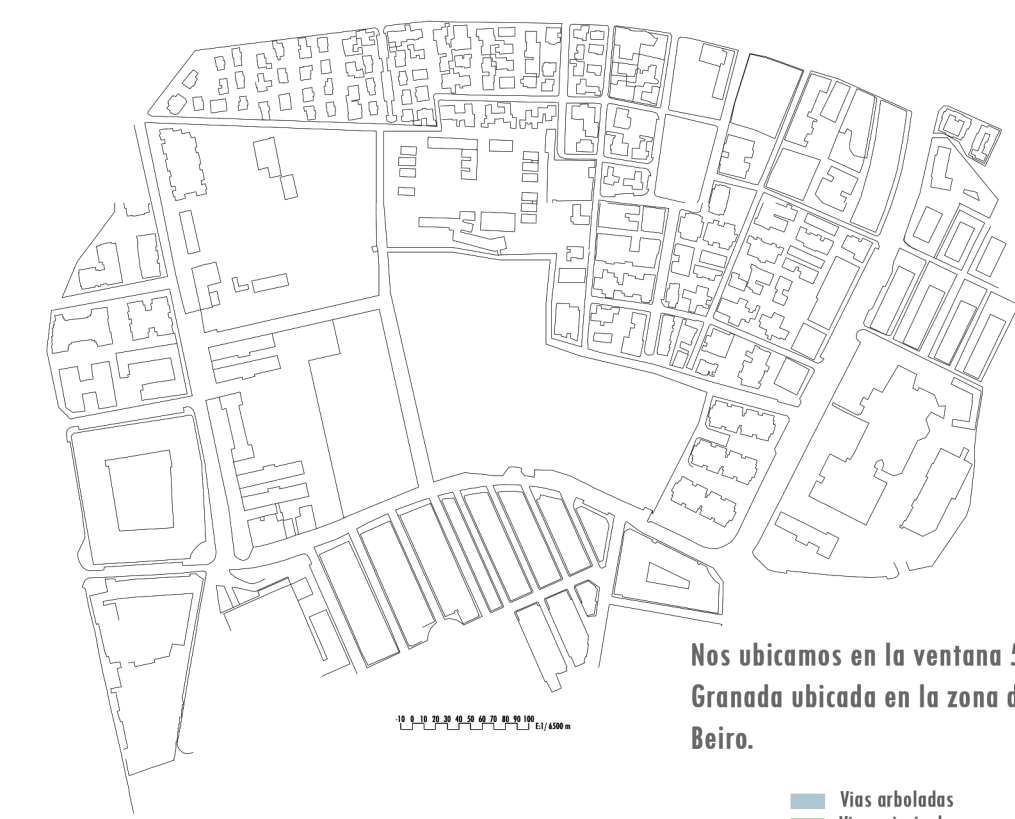 -10 0 10 20 30 40 50 60 70 80 90 100 E:1/ 6500 m
Nos ubicamos en la ventana
Granada ubicada en la zona
Beiro.
Vias arboladas